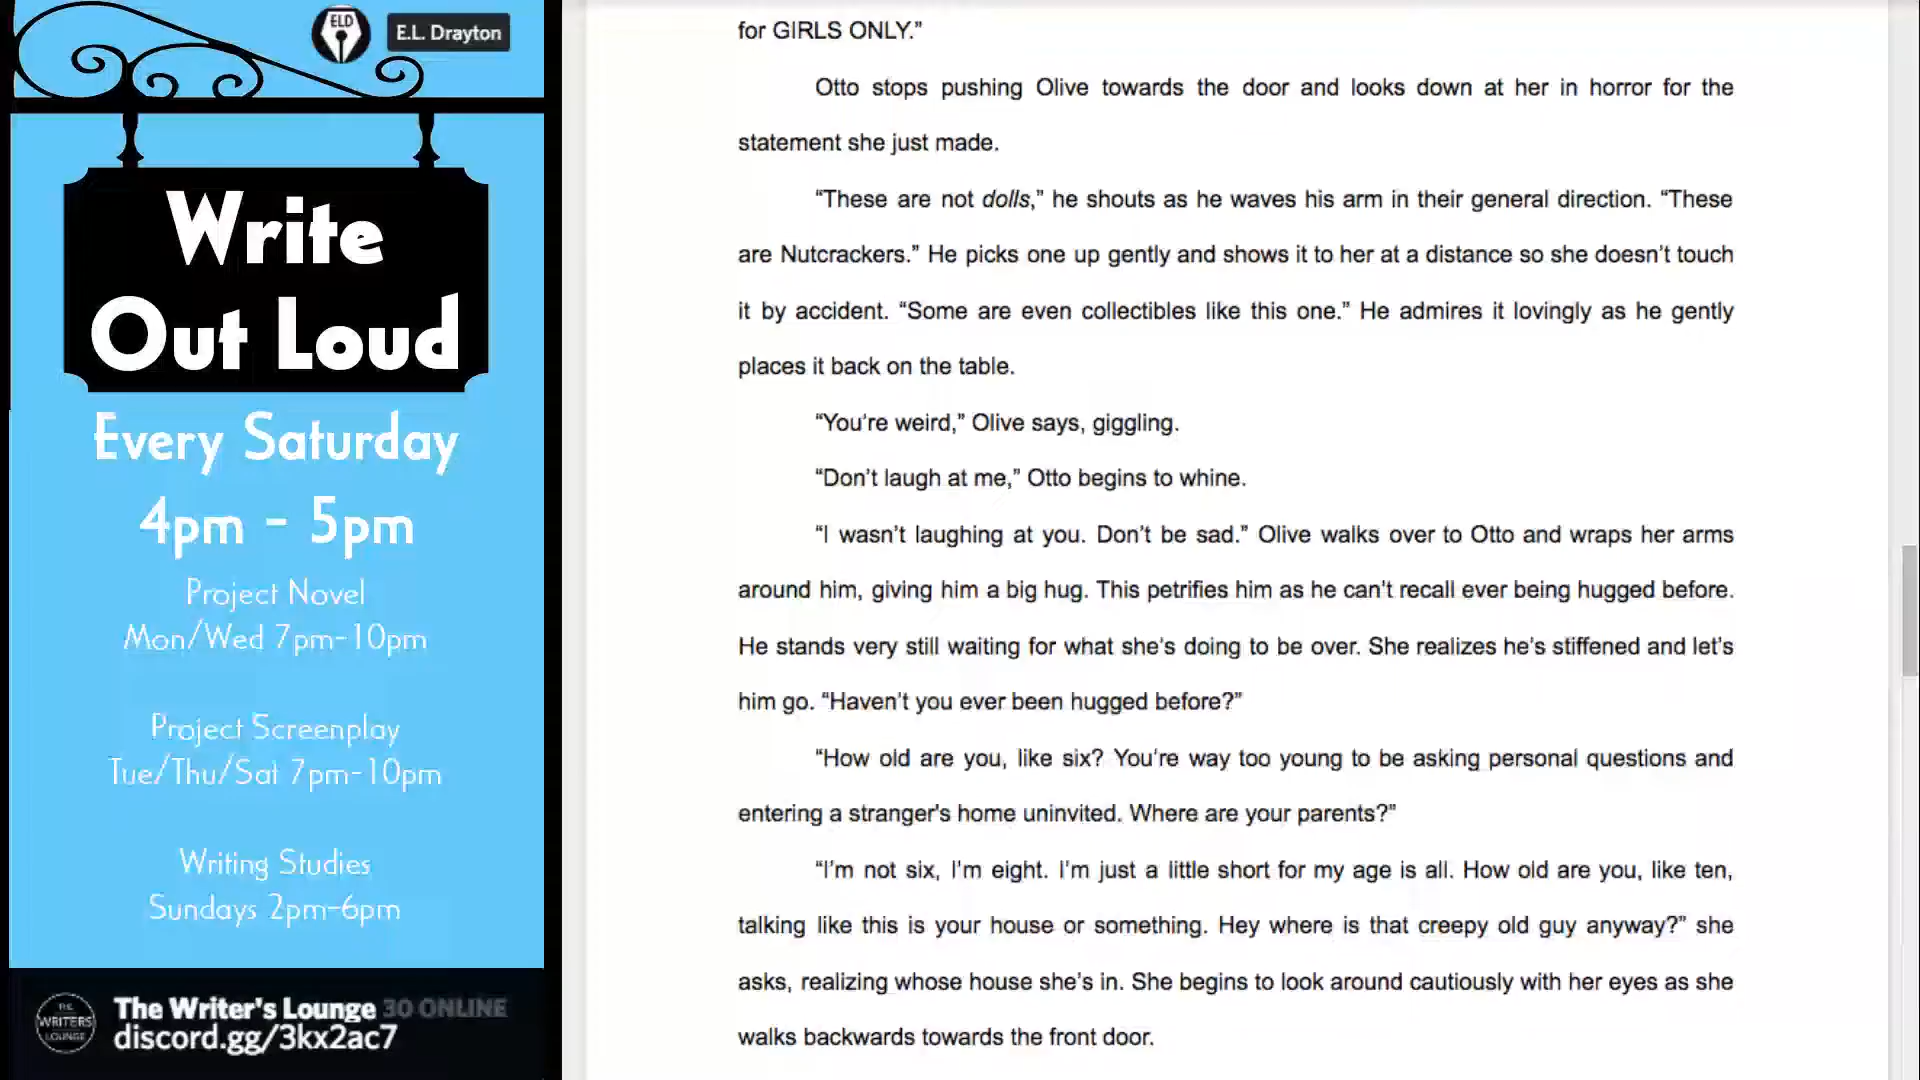 ELD
E.L. Drayton
Write
Out Loud
Every Saturday
4pm - 5pm
Project Novel
Mon/Wed 7pm-10pm
Project Screenplay
Tue/Thu/Sat 7pm-10pm
Writing Studies
Sundays 2pm-6pm
THE
WRITERS
LOUNGE
The Writer's Lounge 30 ONLINE
discord.gg/3kx2ac7
for GIRLS ONLY.”
Otto stops pushing Olive towards the door and looks down at her in horror for the
statement she just made.
“These are not dolls,” he shouts as he waves his arm in their general direction. “These
are Nutcrackers.” He picks one up gently and shows it to her at a distance so she doesn’t touch
it by accident. “Some are even collectibles like this one.” He admires it lovingly as he gently
places it back on the table.
“You’re weird,” Olive says, giggling.
“Don’t laugh at me,” Otto begins to whine.
“I wasn’t laughing at you. Don’t be sad.” Olive walks over to Otto and wraps her arms
around him, giving him a big hug. This petrifies him as he can’t recall ever being hugged before.
He stands very still waiting for what she’s doing to be over. She realizes he’s stiffened and let’s
him go. “Haven’t you ever been hugged before?”
“How old are you, like six? You’re way too young to be asking personal questions and
entering a stranger's home uninvited. Where are your parents?”
“I’m not six, I’m eight. I’m just a little short for my age is all. How old are you, like ten,
talking like this is your house or something. Hey where is that creepy old guy anyway?” she
asks, realizing whose house she’s in. She begins to look around cautiously with her eyes as she
walks backwards towards the front door.